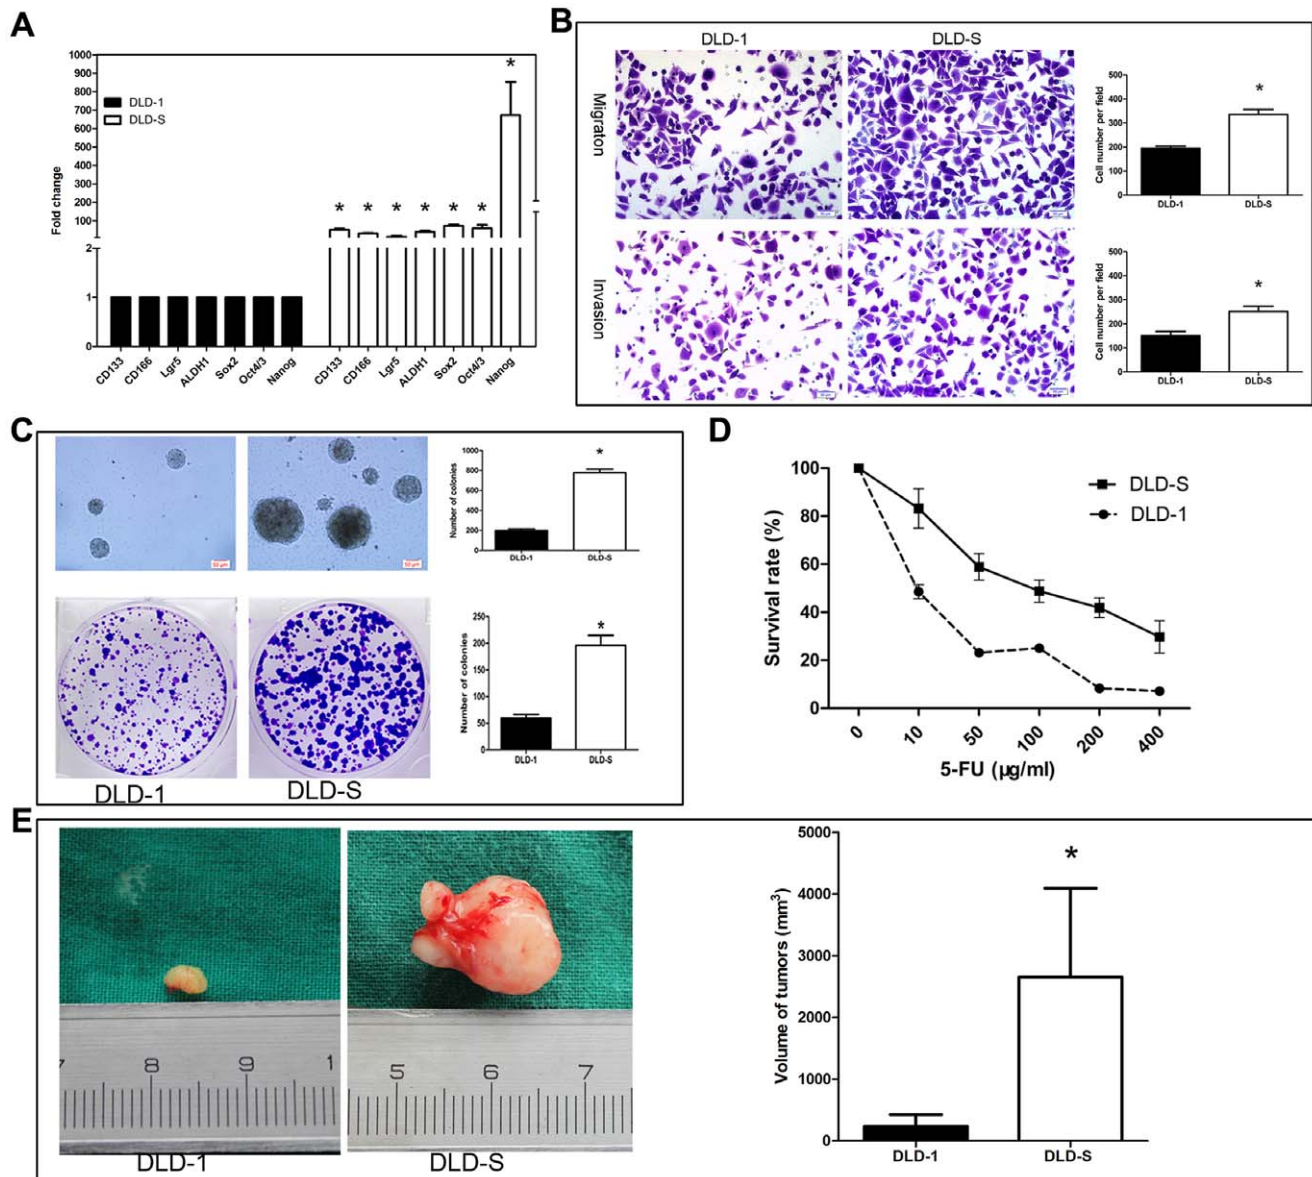 A
1000
900
800
700
600
500
400
300
200
100
2
1
0
Fold change
DLD-1
DLD-S
*
* * * * * *
CD133 CD166 Lgr5 ALDH1 Sox2 Oct4/3 Nanog
CD133 CD166 Lgr5 ALDH1 Sox2 Oct4/3 Nanog
B
DLD-1 DLD-S
Migraton
Invasion
Cell number per field
500
400
300
200
100
0
*
DLD-1 DLD-S
Cell number per field
500
400
300
200
100
0
*
DLD-1 DLD-S
C
50 µm
50 µm
Number of colonies
1000
800
600
400
200
0
*
DLD-1 DLD-S
Number of colonies
250
200
150
100
50
0
*
DLD-1 DLD-S
DLD-1 DLD-S
D
Survival rate (%)
100
80
60
40
20
0
DLD-S
DLD-1
0 10 50 100 200 400
5-FU (µg/ml)
E
7 8 9 1
5 6 7
DLD-1 DLD-S
Volume of tumors (mm³)
5000
4000
3000
2000
1000
0
*
DLD-1 DLD-S